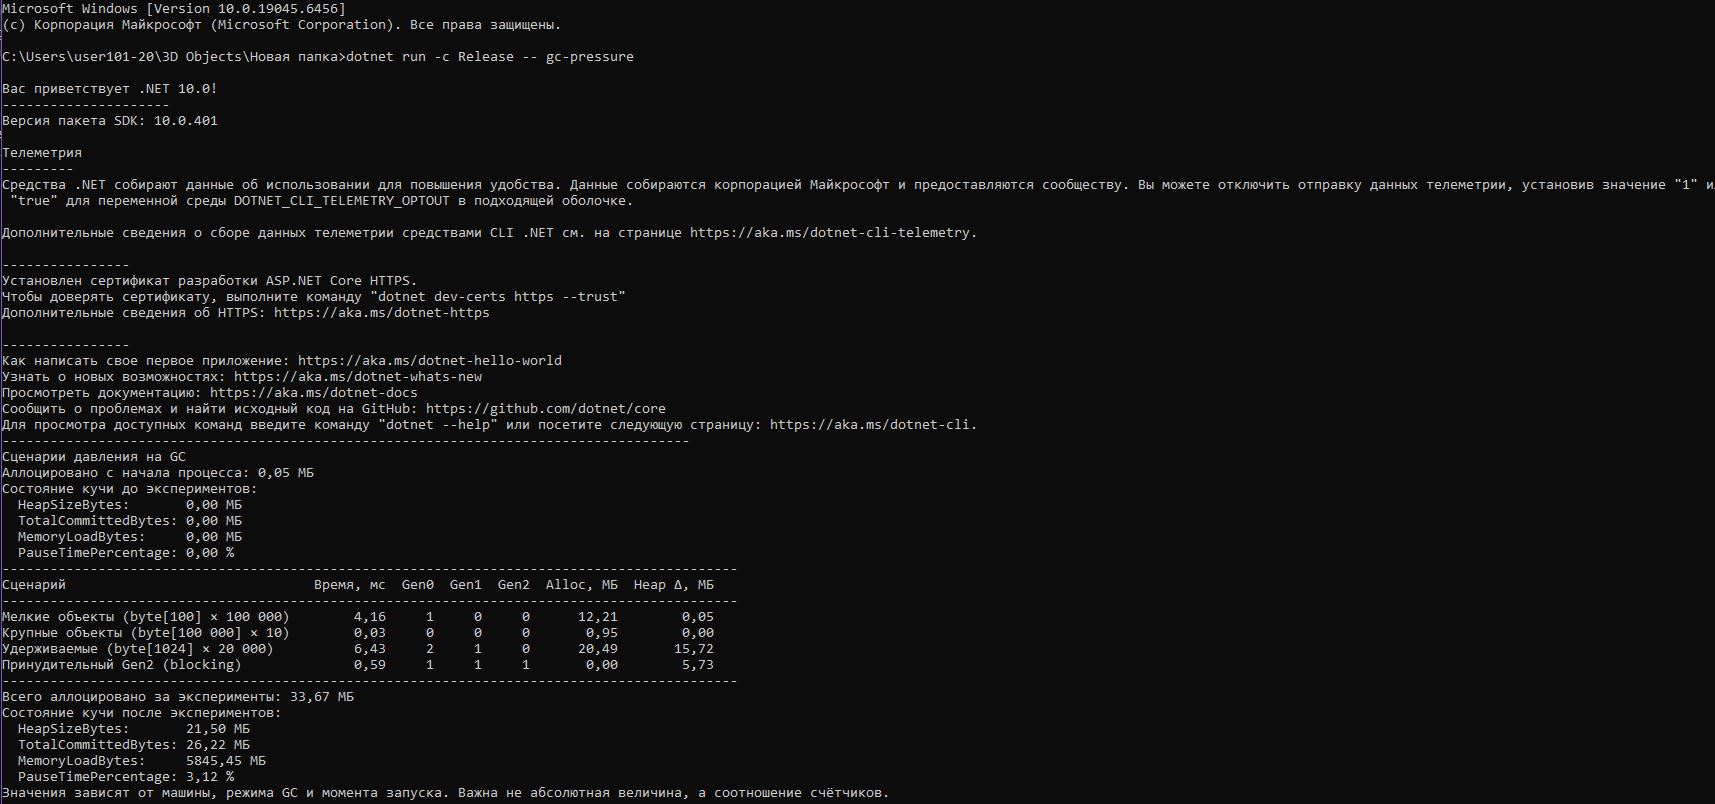 Microsoft Windows [Version 10.0.19045.6456]
(c) Корпорация Майкрософт (Microsoft Corporation). Все права защищены.
C:\Users\user101-20\3D Objects\Новая папка>dotnet run -c Release -- gc-pressure
Вас приветствует .NET 10.0!
---------------------
Версия пакета SDK: 10.0.401
Телеметрия
---------
Средства .NET собирают данные об использовании для повышения удобства. Данные собираются корпорацией Майкрософт и предоставляются сообществу. Вы можете отключить отправку данных телеметрии, установив значение "1" и
"true" для переменной среды DOTNET_CLI_TELEMETRY_OPTOUT в подходящей оболочке.
Дополнительные сведения о сборе данных телеметрии средствами CLI .NET см. на странице https://aka.ms/dotnet-cli-telemetry.
----------------
Установлен сертификат разработки ASP.NET Core HTTPS.
Чтобы доверять сертификату, выполните команду "dotnet dev-certs https --trust"
Дополнительные сведения об HTTPS: https://aka.ms/dotnet-https
----------------
Как написать свое первое приложение: https://aka.ms/dotnet-hello-world
Узнать о новых возможностях: https://aka.ms/dotnet-whats-new
Просмотреть документацию: https://aka.ms/dotnet-docs
Сообщить о проблемах и найти исходный код на GitHub: https://github.com/dotnet/core
Для просмотра доступных команд введите команду "dotnet --help" или посетите следующую страницу: https://aka.ms/dotnet-cli.
--------------------------------------------------------------------------------------
Сценарии давления на GC
Аллоцировано с начала процесса: 0,05 МБ
Состояние кучи до экспериментов:
HeapSizeBytes: 0,00 МБ
TotalCommittedBytes: 0,00 МБ
MemoryLoadBytes: 0,00 МБ
PauseTimePercentage: 0,00 %
--------------------------------------------------------------------------------------------
Сценарий Время, мс Gen0 Gen1 Gen2 Alloc, МБ Heap Δ, МБ
--------------------------------------------------------------------------------------------
Мелкие объекты (byte[100] × 100 000) 4,16 1 0 0 12,21 0,05
Крупные объекты (byte[100 000] × 10) 0,03 0 0 0 0,95 0,00
Удерживаемые (byte[1024] × 20 000) 6,43 2 1 0 20,49 15,72
Принудительный Gen2 (blocking) 0,59 1 1 1 0,00 5,73
--------------------------------------------------------------------------------------------
Всего аллоцировано за эксперименты: 33,67 МБ
Состояние кучи после экспериментов:
HeapSizeBytes: 21,50 МБ
TotalCommittedBytes: 26,22 МБ
MemoryLoadBytes: 5845,45 МБ
PauseTimePercentage: 3,12 %
Значения зависят от машины, режима GC и момента запуска. Важна не абсолютная величина, а соотношение счётчиков.